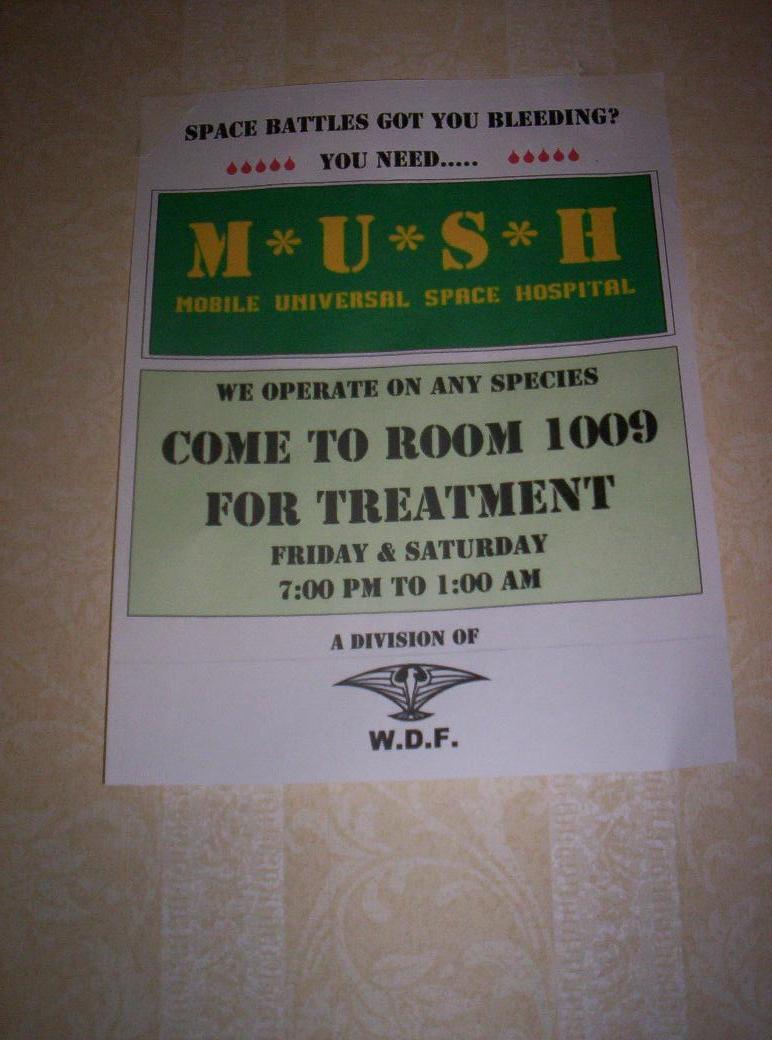 SPACE BATTLES GOT YOU BLEEDING?
YOU NEED.....
M*U*S*H
MOBILE UNIVERSAL SPACE HOSPITAL
WE OPERATE ON ANY SPECIES
COME TO ROOM 1009
FOR TREATMENT
FRIDAY & SATURDAY
7:00 PM TO 1:00 AM
A DIVISION OF
W.D.F.